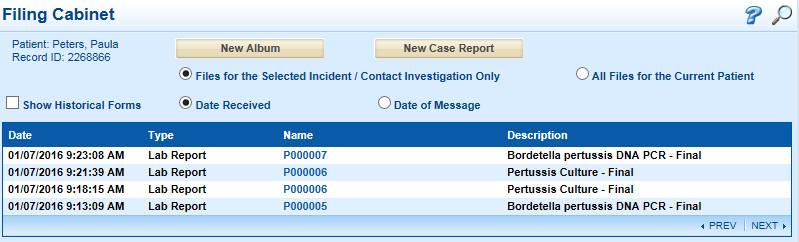 Filing Cabinet
Patient: Peters, Paula
Record ID: 2268866
New Album New Case Report
Files for the Selected Incident / Contact Investigation Only All Files for the Current Patient
Show Historical Forms Date Received Date of Message
Date Type Name Description
01/07/2016 9:23:08 AM Lab Report P000007 Bordetella pertussis DNA PCR - Final
01/07/2016 9:21:39 AM Lab Report P000006 Pertussis Culture - Final
01/07/2016 9:18:15 AM Lab Report P000006 Pertussis Culture - Final
01/07/2016 9:13:09 AM Lab Report P000005 Bordetella pertussis DNA PCR - Final
PREV NEXT